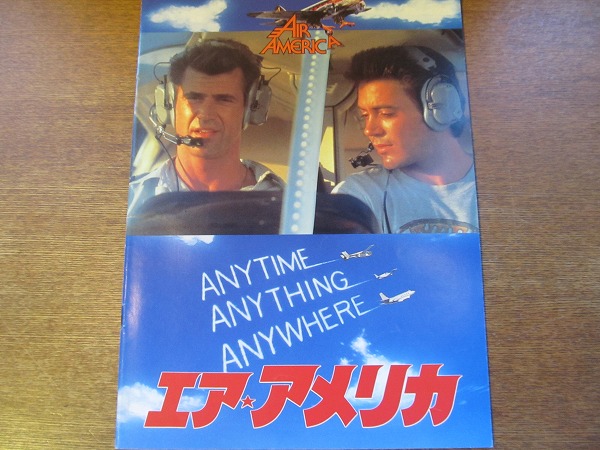 AIR
AMERICA
ANYTIME
ANYTHING
ANYWHERE
エア★アメリカ